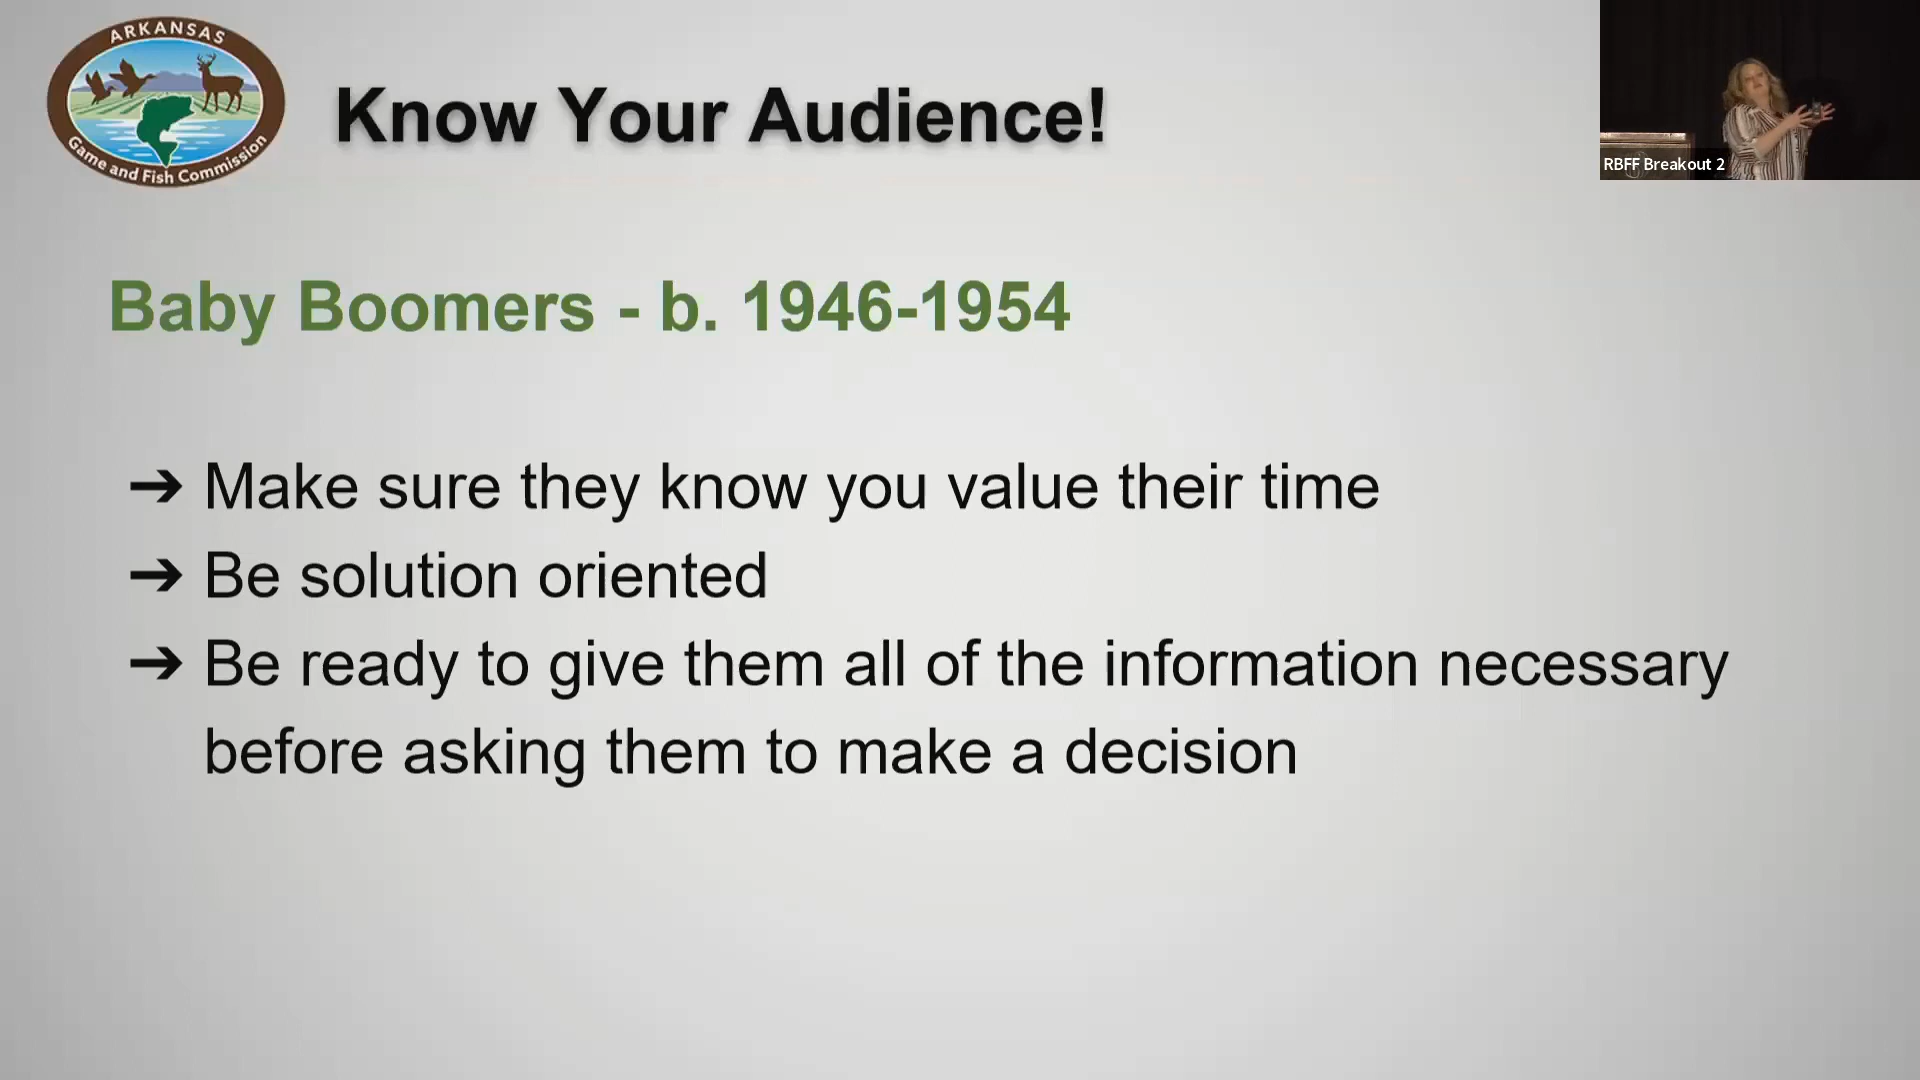 ARKANSAS
Game and Fish Commission
Know Your Audience!
RBFF Breakout 2
Baby Boomers - b. 1946-1954
➔ Make sure they know you value their time
➔ Be solution oriented
➔ Be ready to give them all of the information necessary
before asking them to make a decision